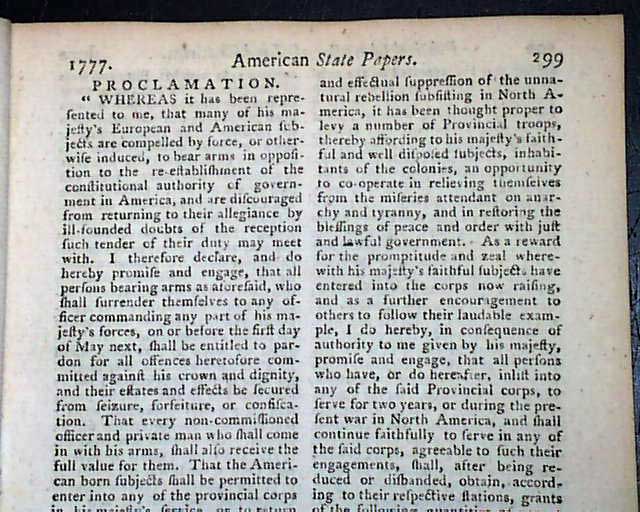 1777. American State Papers. 299
PROCLAMATION.
“ WHEREAS it has been repre-
ſented to me, that many of his ma-
jeſty's European and American ſub-
jects are compelled by force, or other-
wiſe induced, to bear arms in oppoſi-
tion to the re-eſtabliſhment of the
conſtitutional authority of govern-
ment in America, and are diſcouraged
from returning to their allegiance by
ill-founded doubts of the reception
ſuch tender of their duty may meet
with. I therefore declare, and do
hereby promiſe and engage, that all
perſons bearing arms as aforeſaid, who
ſhall ſurrender themſelves to any of-
ficer commanding any part of his ma-
jeſty's forces, on or before the firſt day
of May next, ſhall be entitled to par-
don for all offences heretofore com-
mitted againſt his crown and dignity,
and their eſtates and effects be ſecured
from ſeizure, forfeiture, or confiſca-
tion. That every non-commiſſioned
officer and private man who ſhall come
in with his arms, ſhall alſo receive the
full value for them. That the Ameri-
can born ſubjects ſhall be permitted to
enter into any of the provincial corps
in his majeſty's ſervice, or to return
and effectual ſuppreſſion of the unna-
tural rebellion ſubſiſting in North A-
merica, it has been thought proper to
levy a number of Provincial troops,
thereby affording to his majeſty's faith-
ful and well diſpoſed ſubjects, inhabi-
tants of the colonies, an opportunity
to co-operate in relieving themſelves
from the miſeries attendant on anar-
chy and tyranny, and in reſtoring the
bleſſings of peace and order with juſt
and lawful government. As a reward
for the promptitude and zeal where-
with his majeſty's faithful ſubjects have
entered into the corps now raiſing,
and as a further encouragement to
others to follow their laudable exam-
ple, I do hereby, in conſequence of
authority to me given by his majeſty,
promiſe and engage, that all perſons
who have, or do hereafter, inliſt into
any of the ſaid Provincial corps, to
ſerve for two years, or during the pre-
ſent war in North America, and ſhall
continue faithfully to ſerve in any of
the ſaid corps, agreeable to ſuch their
engagements, ſhall, after being re-
duced or diſbanded, obtain, accord-
ing to their reſpective ſtations, grants
of the following quantities of